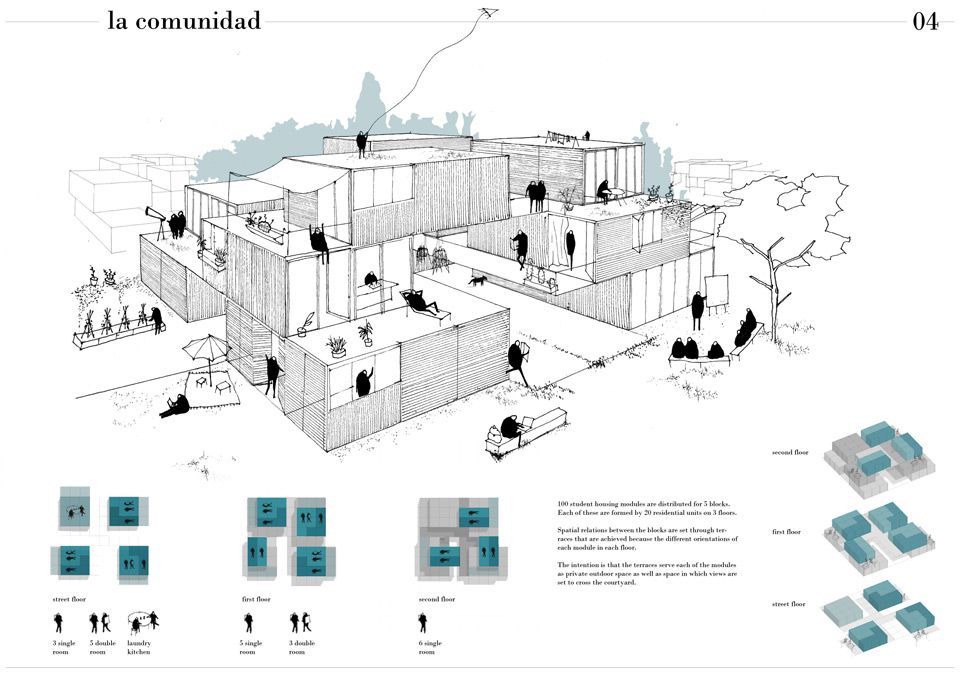 la comunidad
04
second floor
first floor
street floor
100 student housing modules are distributed for 5 blocks.
Each of these are formed by 20 residential units on 3 floors.
Spatial relations between the blocks are set through ter-
races that are achieved because the different orientations of
each module in each floor.
The intention is that the terraces serve each of the modules
as private outdoor space as well as space in which views are
set to cross the courtyard.
street floor
3 single
room
5 double
room
laundry
kitchen
first floor
5 single
room
3 double
room
second floor
6 single
room